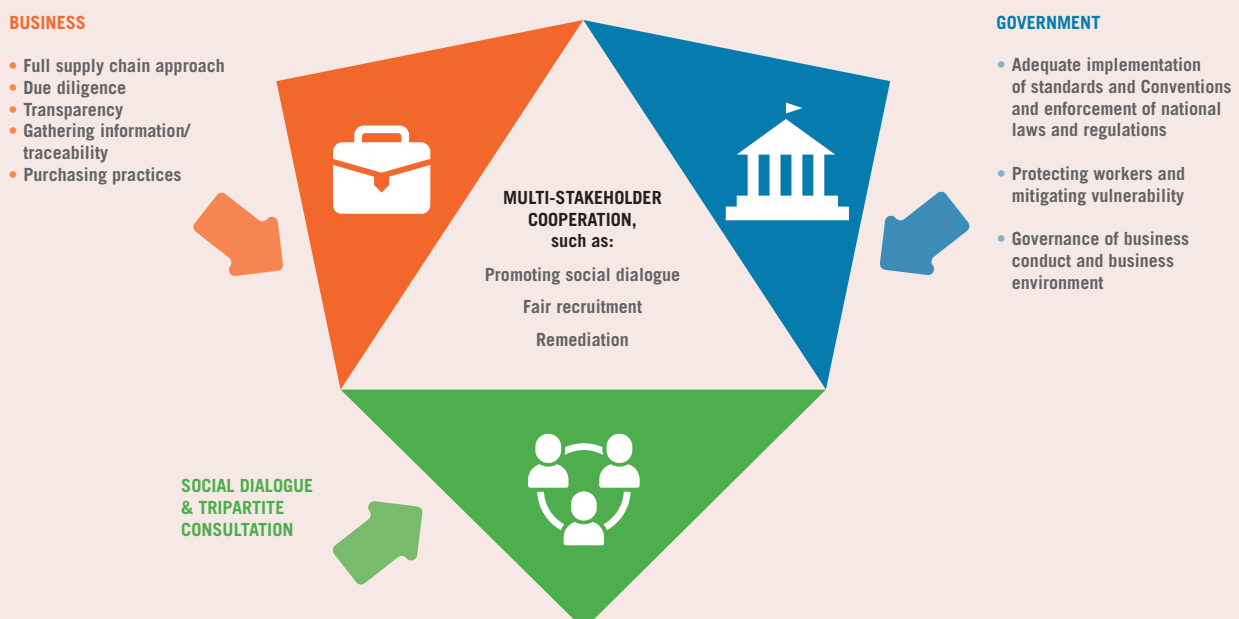 BUSINESS
• Full supply chain approach
• Due diligence
• Transparency
• Gathering information/
traceability
• Purchasing practices
MULTI-STAKEHOLDER
COOPERATION,
such as:
Promoting social dialogue
Fair recruitment
Remediation
GOVERNMENT
• Adequate implementation
of standards and Conventions
and enforcement of national
laws and regulations
• Protecting workers and
mitigating vulnerability
• Governance of business
conduct and business
environment
SOCIAL DIALOGUE
& TRIPARTITE
CONSULTATION